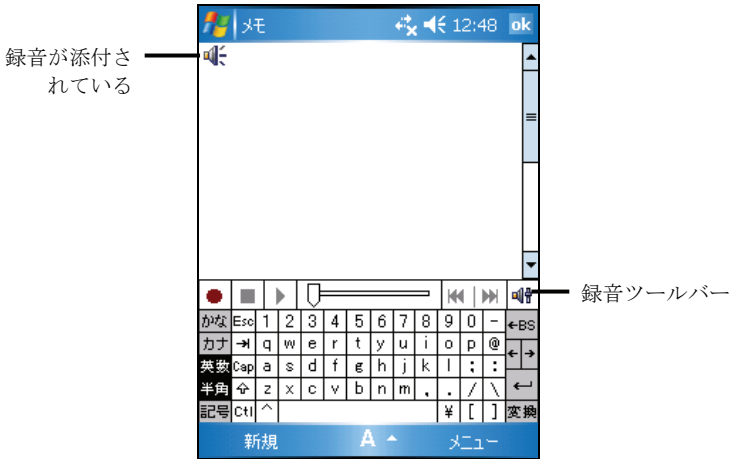 メモ 12:48 ok
録音が添付さ
れている
録音ツールバー
かな Esc 1 2 3 4 5 6 7 8 9 0 - ←BS
カナ →| q w e r t y u i o p @ ← →
英数 Cap a s d f g h j k l ; :
半角 ⇧ z x c v b n m , . / \ ↵
記号 Ctl ^ ¥ [ ] 変換
新規 A メニュー